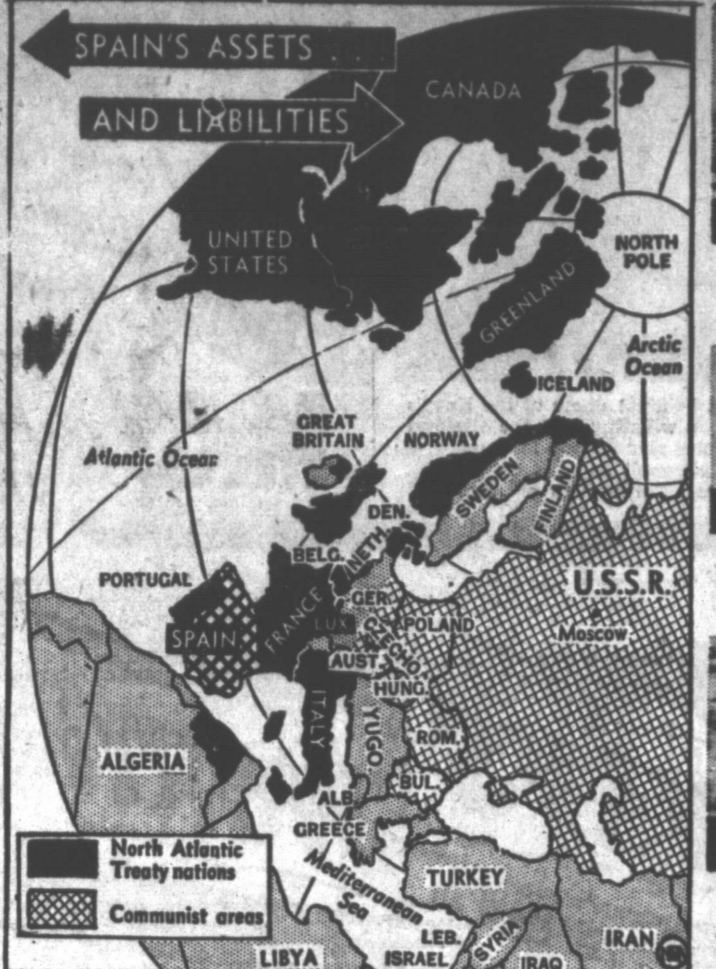 SPAIN'S ASSETS . . .
AND LIABILITIES
CANADA
UNITED
STATES
NORTH
POLE
GREENLAND
Arctic
Ocean
ICELAND
GREAT
BRITAIN
NORWAY
Atlantic Ocean
SWEDEN
FINLAND
DEN.
NETH.
BELG.
PORTUGAL
U.S.S.R.
GER.
FRANCE
LUX
POLAND
Moscow
SPAIN
CZECHO.
AUST.
HUNG.
ITALY
YUGO.
ROM.
ALGERIA
BUL.
ALB.
GREECE
North Atlantic
Treaty nations
Mediterranean
Sea
TURKEY
Communist areas
LEB.
SYRIA
IRAN
LIBYA
ISRAEL
IRAQ